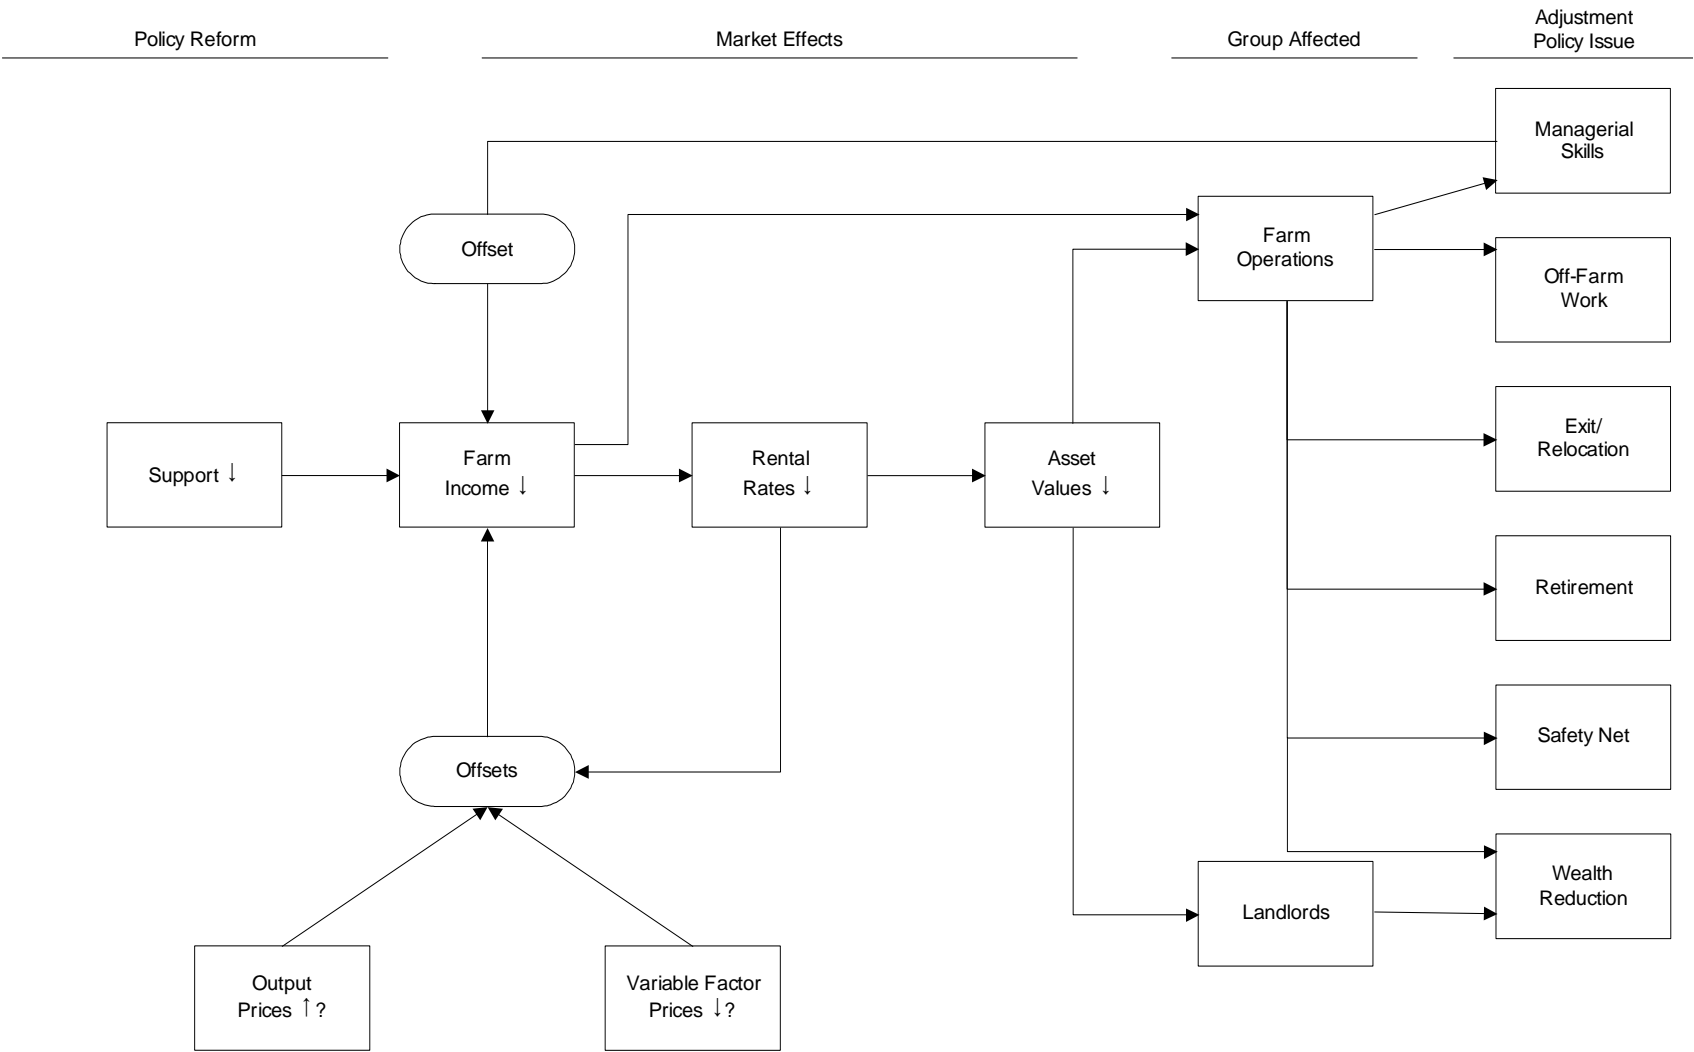 Policy Reform
Market Effects
Group Affected
Adjustment
Policy Issue
Managerial
Skills
Offset
Farm
Operations
Off-Farm
Work
Support ↓
Farm
Income ↓
Rental
Rates ↓
Asset
Values ↓
Exit/
Relocation
Retirement
Offsets
Safety Net
Landlords
Wealth
Reduction
Output
Prices ↑?
Variable Factor
Prices ↓?